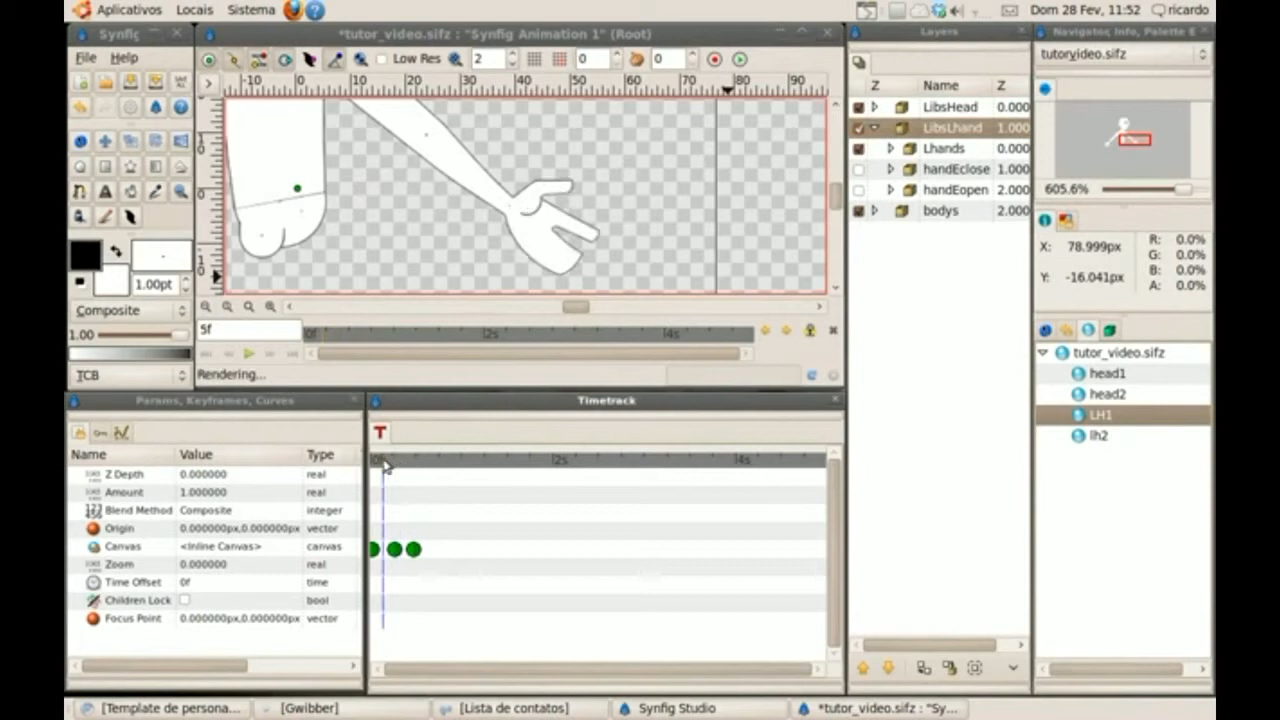 Aplicativos Locais Sistema
Dom 28 Fev, 11:52 ricardo
Synfig
*tutor_video.sifz : "Synfig Animation 1" (Root)
Layers
Navigator, Info, Palette E
File Help
Low Res 2 0 0
tutorvideo.sifz
-10 0 10 20 30 40 50 60 70 80 90
Z Name Z
LibsHead 0.000
LibsLhand 1.000
Lhands 0.000
handEclose 1.000
handEopen 2.000
bodys 2.000
605.6%
X: 78.999px
Y: -16.041px
R: 0.0%
G: 0.0%
B: 0.0%
A: 0.0%
1.00pt
Composite
1.00
TCB
5f
0f 2s 4s
Rendering...
tutor_video.sifz
head1
head2
LH1
lh2
Params, Keyframes, Curves
Timetrack
Name Value Type
Z Depth 0.000000 real
Amount 1.000000 real
Blend Method Composite integer
Origin 0.000000px,0.000000px vector
Canvas <Inline Canvas> canvas
Zoom 0.000000 real
Time Offset 0f time
Children Lock bool
Focus Point 0.000000px,0.000000px vector
2s 4s
[Template de persona... [Gwibber] [Lista de contatos] Synfig Studio *tutor_video.sifz : "Sy...